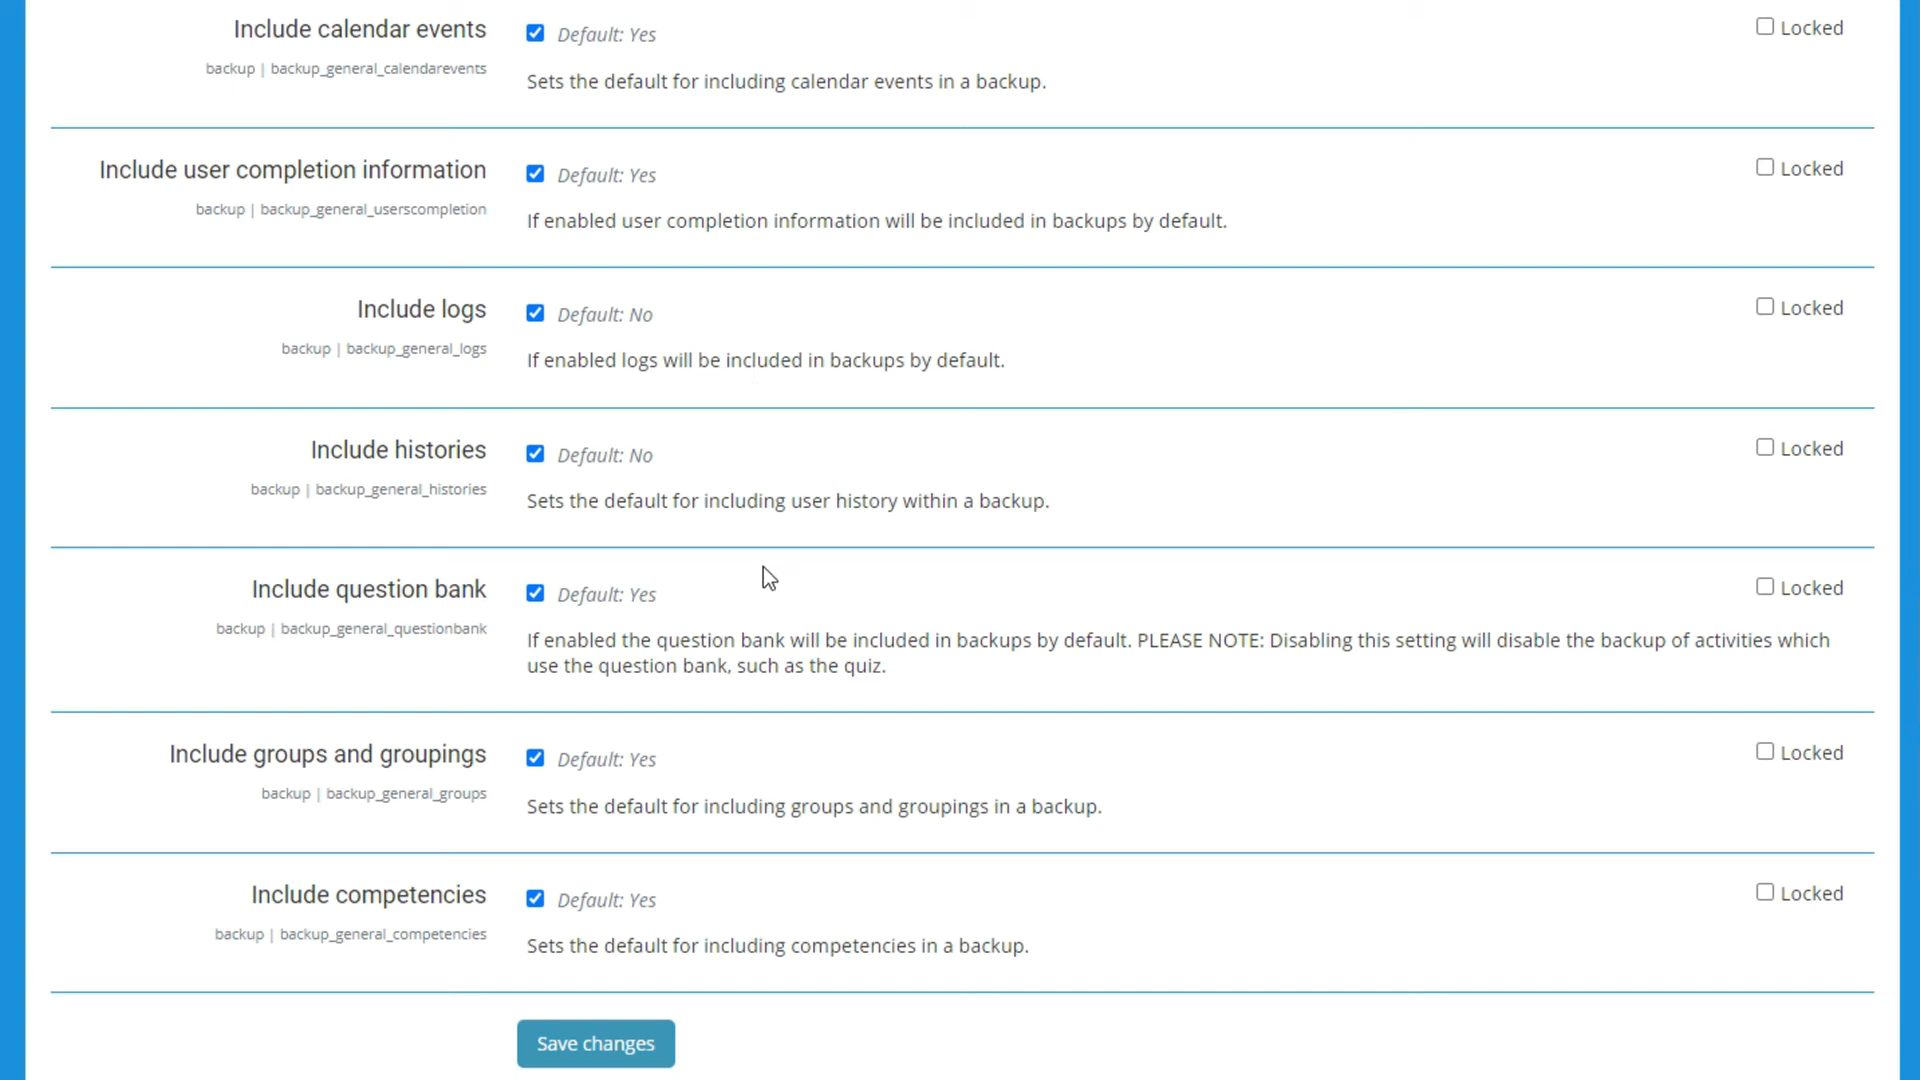 Include calendar events
Default: Yes
Locked
backup | backup_general_calendarevents
Sets the default for including calendar events in a backup.
Include user completion information
Default: Yes
Locked
backup | backup_general_userscompletion
If enabled user completion information will be included in backups by default.
Include logs
Default: No
Locked
backup | backup_general_logs
If enabled logs will be included in backups by default.
Include histories
Default: No
Locked
backup | backup_general_histories
Sets the default for including user history within a backup.
Include question bank
Default: Yes
Locked
backup | backup_general_questionbank
If enabled the question bank will be included in backups by default. PLEASE NOTE: Disabling this setting will disable the backup of activities which
use the question bank, such as the quiz.
Include groups and groupings
Default: Yes
Locked
backup | backup_general_groups
Sets the default for including groups and groupings in a backup.
Include competencies
Default: Yes
Locked
backup | backup_general_competencies
Sets the default for including competencies in a backup.
Save changes